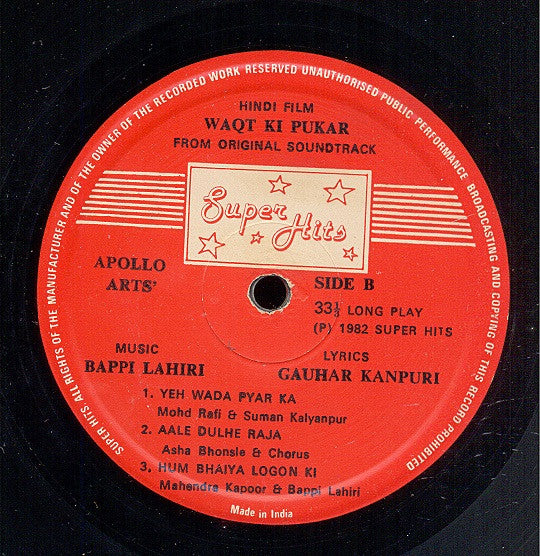 SUPER HITS ALL RIGHTS OF THE MANUFACTURER AND OF THE OWNER OF THE RECORDED WORK RESERVED UNAUTHORISED PUBLIC PERFORMANCE BROADCASTING AND COPYING OF THIS RECORD PROHIBITED
HINDI FILM
WAQT KI PUKAR
FROM ORIGINAL SOUNDTRACK
Super
Hits
APOLLO
ARTS'
SIDE B
33⅓ LONG PLAY
(P) 1982 SUPER HITS
MUSIC
BAPPI LAHIRI
LYRICS
GAUHAR KANPURI
1. YEH WADA PYAR KA
Mohd Rafi & Suman Kalyanpur
2. AALE DULHE RAJA
Asha Bhonsle & Chorus
3. HUM BHAIYA LOGON KI
Mahendra Kapoor & Bappi Lahiri
Made in India